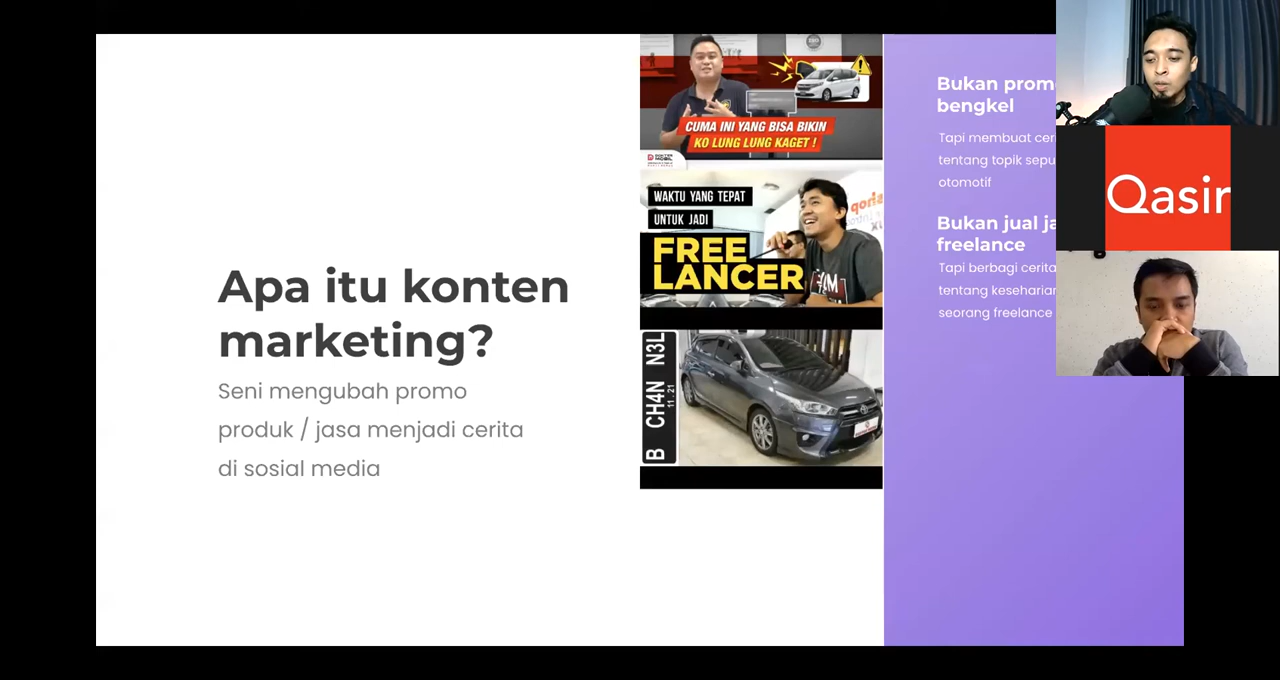 Apa itu konten
marketing?
Seni mengubah promo
produk / jasa menjadi cerita
di sosial media
CUMA INI YANG BISA BIKIN
KO LUNG LUNG KAGET !
DOKTER
MOBIL
WAKTU YANG TEPAT
UNTUK JADI
FREE
LANCER
B CH4N N3L
11 . 21
Bukan prom
bengkel
Tapi membuat cer
tentang topik sepu
otomotif
Bukan jual ja
freelance
Tapi berbagi cerita
tentang keseharian
seorang freelance
Qasir